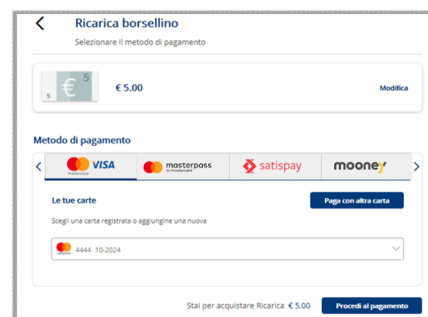 Ricarica borsellino
Selezionare il metodo di pagamento
5 € 5
€ 5.00
Modifica
Metodo di pagamento
VISA
masterpass
satispay
mooney
Le tue carte
Paga con altra carta
Scegli una carta registrata o aggiungine una nuova
4444 10-2024
Stai per acquistare Ricarica € 5.00
Procedi al pagamento